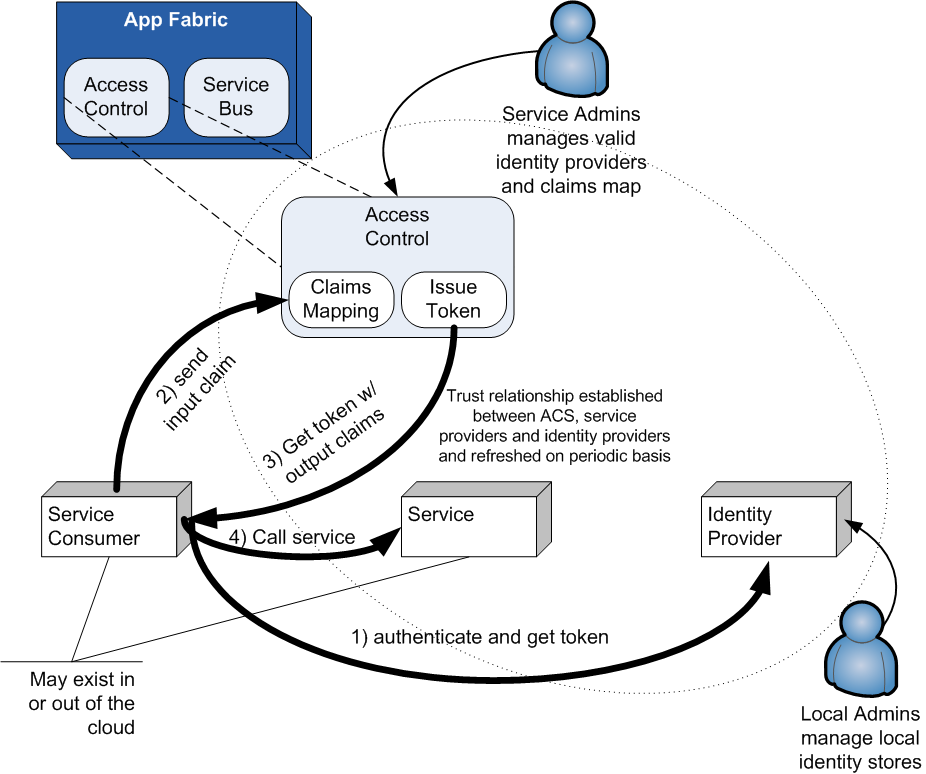 App Fabric
Access
Control
Service
Bus
Service Admins
manages valid
identity providers
and claims map
Access
Control
Claims
Mapping
Issue
Token
2) send
input claim
3) Get token w/
output claims
Trust relationship established
between ACS, service
providers and identity providers
and refreshed on periodic basis
Service
Consumer
4) Call service
Service
Identity
Provider
1) authenticate and get token
May exist in
or out of the
cloud
Local Admins
manage local
identity stores